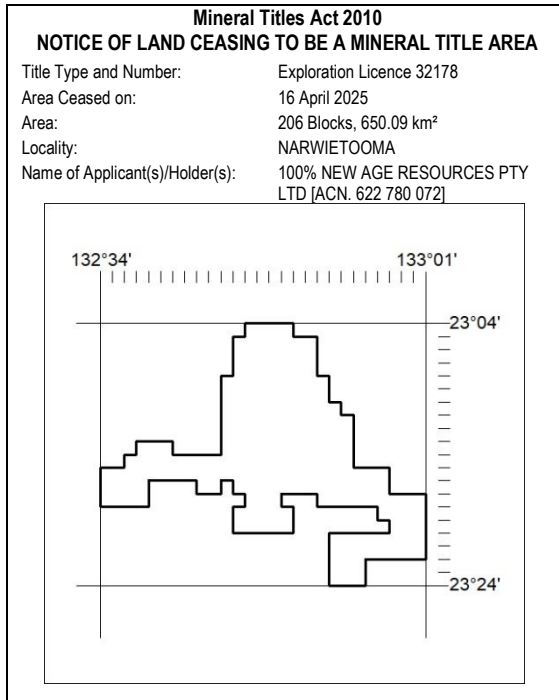 Mineral Titles Act 2010
NOTICE OF LAND CEASING TO BE A MINERAL TITLE AREA
Title Type and Number: Exploration Licence 32178
Area Ceased on: 16 April 2025
Area: 206 Blocks, 650.09 km²
Locality: NARWIETOOMA
Name of Applicant(s)/Holder(s): 100% NEW AGE RESOURCES PTY
LTD [ACN. 622 780 072]
132°34' 133°01'
23°04'
23°24'